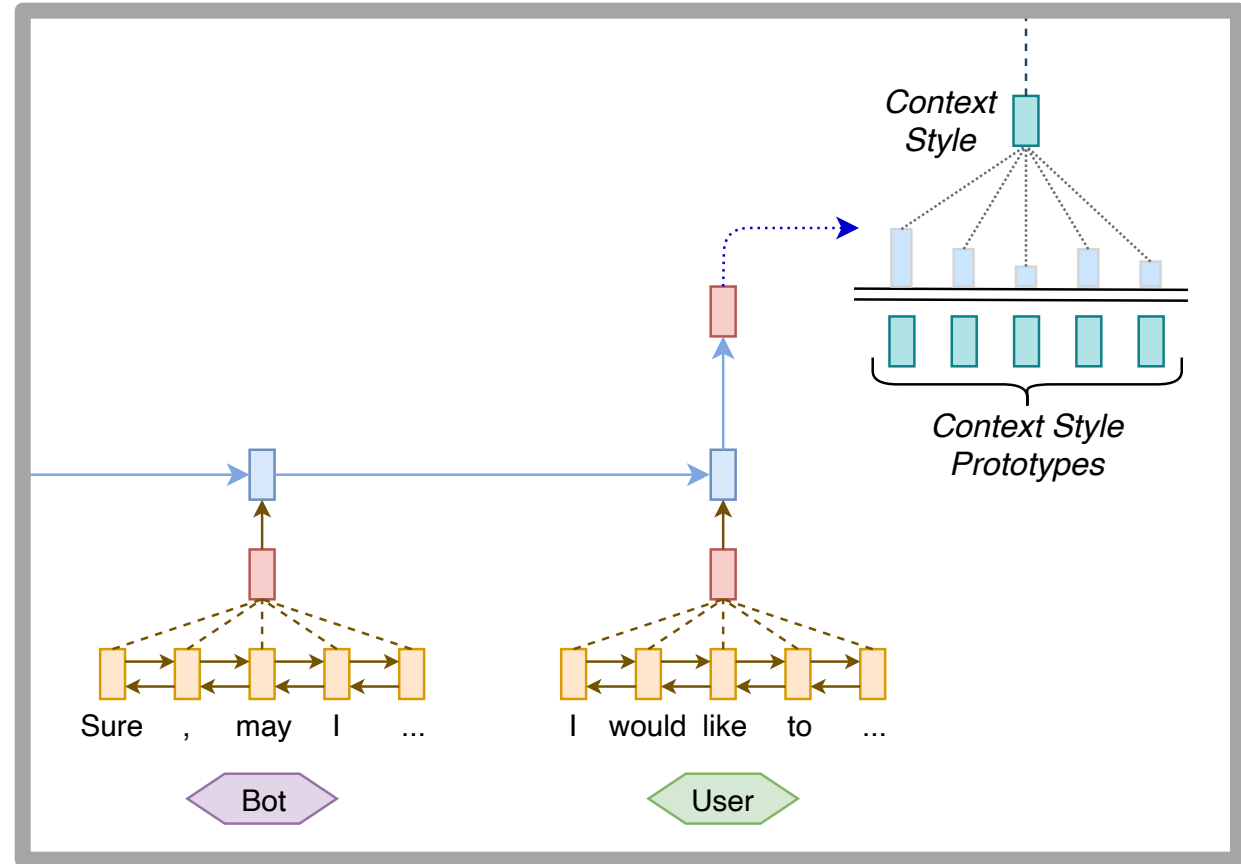 Context
Style
Context Style
Prototypes
Sure , may I ...
I would like to ...
Bot
User